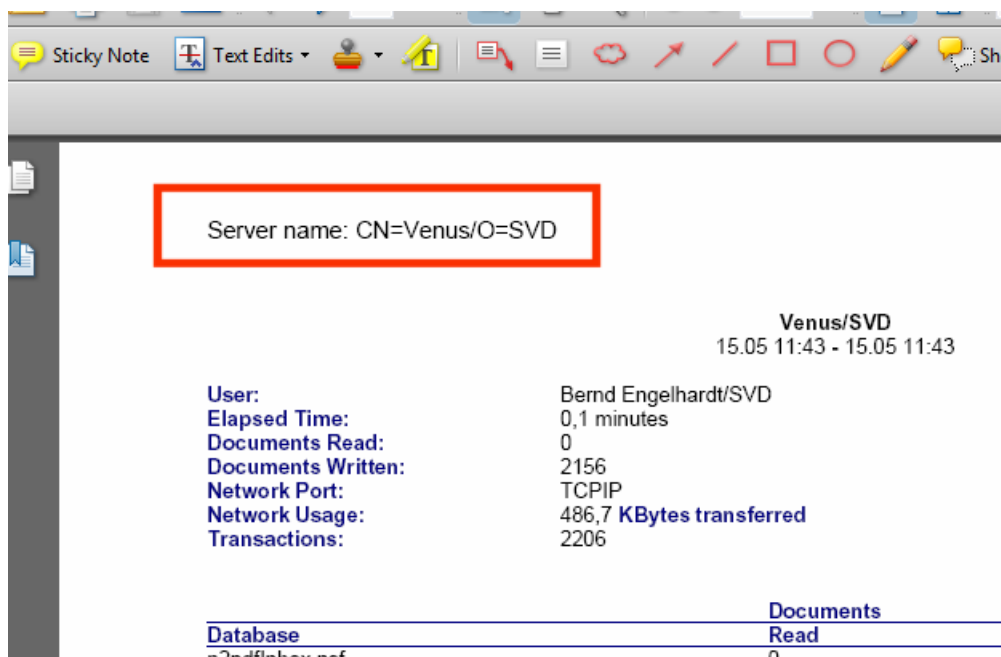 Sticky Note Text Edits T Sh
Server name: CN=Venus/O=SVD
Venus/SVD
15.05 11:43 - 15.05 11:43
User: Bernd Engelhardt/SVD
Elapsed Time: 0,1 minutes
Documents Read: 0
Documents Written: 2156
Network Port: TCPIP
Network Usage: 486,7 KBytes transferred
Transactions: 2206
Documents
Database Read